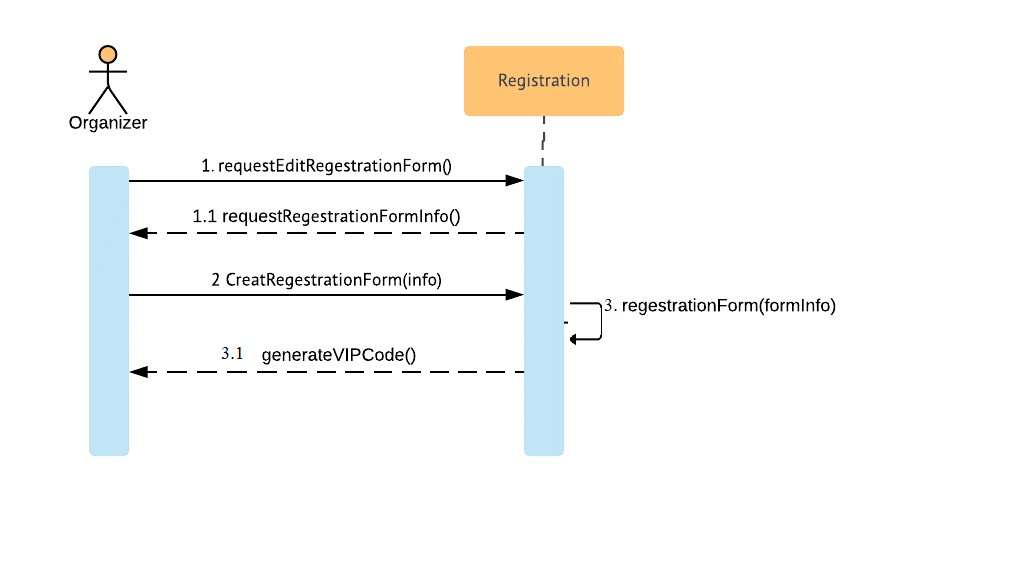 Registration
Organizer
1. requestEditRegestrationForm()
1.1 requestRegestrationFormInfo()
2 CreatRegestrationForm(info)
3. regestrationForm(formInfo)
3.1 generateVIPCode()